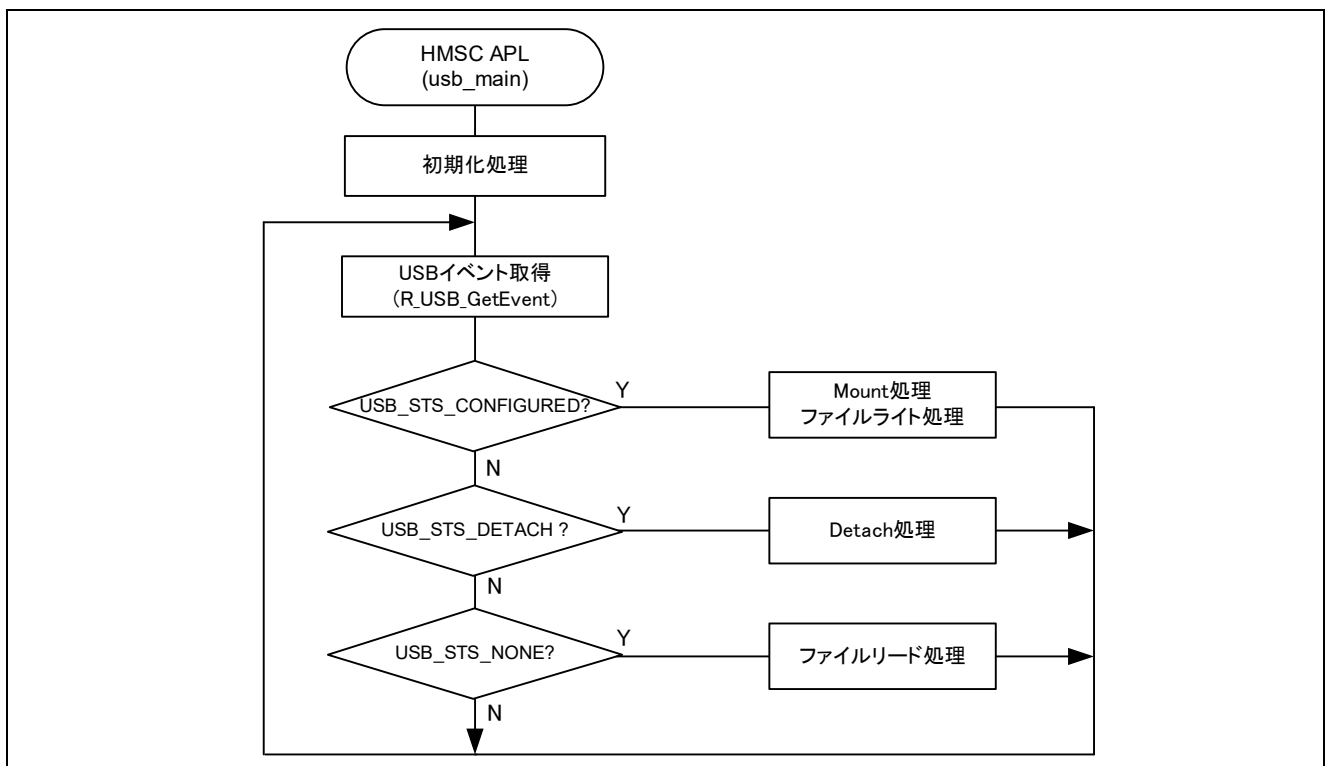 HMSC APL
(usb_main)
初期化処理
USBイベント取得
(R_USB_GetEvent)
USB_STS_CONFIGURED?
Y
Mount処理
ファイルライト処理
N
USB_STS_DETACH ?
Y
Detach処理
N
USB_STS_NONE?
Y
ファイルリード処理
N